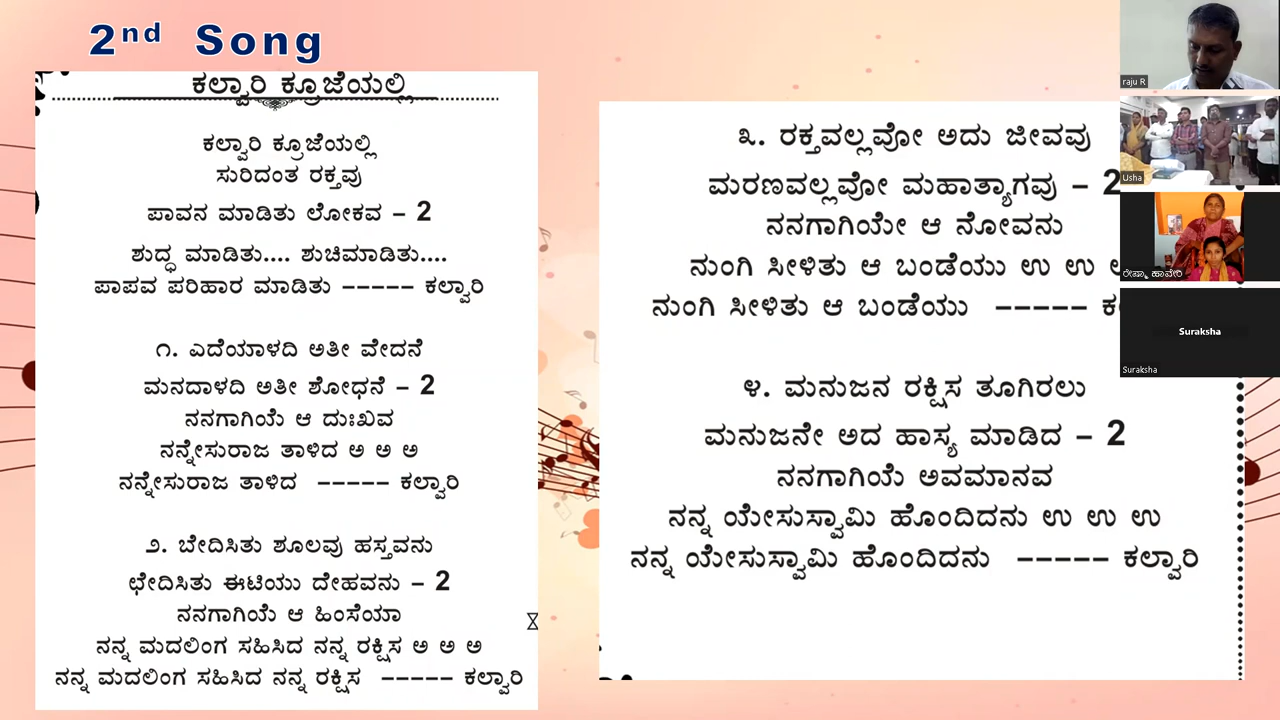 2nd Song
ಕಲ್ವಾರಿ ಕ್ರೂಜೆಯಲ್ಲಿ
ಕಲ್ವಾರಿ ಕ್ರೂಜೆಯಲ್ಲಿ
ಸುರಿದಂತ ರಕ್ತವು
ಪಾವನ ಮಾಡಿತು ಲೋಕವ – 2
ಶುದ್ಧ ಮಾಡಿತು.... ಶುಚಿಮಾಡಿತು....
ಪಾಪವ ಪರಿಹಾರ ಮಾಡಿತು ––––– ಕಲ್ವಾರಿ
೧. ಎದೆಯಾಳದಿ ಅತೀ ವೇದನೆ
ಮನದಾಳದಿ ಅತೀ ಶೋಧನೆ – 2
ನನಗಾಗಿಯೆ ಆ ದುಃಖವ
ನನ್ನೇಸುರಾಜ ತಾಳಿದ ಅ ಅ ಅ
ನನ್ನೇಸುರಾಜ ತಾಳಿದ ––––– ಕಲ್ವಾರಿ
೨. ಬೇದಿಸಿತು ಶೂಲವು ಹಸ್ತವನು
ಛೇದಿಸಿತು ಈಟಿಯು ದೇಹವನು – 2
ನನಗಾಗಿಯೆ ಆ ಹಿಂಸೆಯಾ
ನನ್ನ ಮದಲಿಂಗ ಸಹಿಸಿದ ನನ್ನ ರಕ್ಷಿಸ ಅ ಅ ಅ
ನನ್ನ ಮದಲಿಂಗ ಸಹಿಸಿದ ನನ್ನ ರಕ್ಷಿಸ ––––– ಕಲ್ವಾರಿ
೩. ರಕ್ತವಲ್ಲವೋ ಅದು ಜೀವವು
ಮರಣವಲ್ಲವೋ ಮಹಾತ್ಯಾಗವು – 2
ನನಗಾಗಿಯೇ ಆ ನೋವನು
ನುಂಗಿ ಸೀಳಿತು ಆ ಬಂಡೆಯು ಉ ಉ
ನುಂಗಿ ಸೀಳಿತು ಆ ಬಂಡೆಯು –––––
೪. ಮನುಜನ ರಕ್ಷಿಸ ತೂಗಿರಲು
ಮನುಜನೇ ಅದ ಹಾಸ್ಯ ಮಾಡಿದ – 2
ನನಗಾಗಿಯೆ ಅವಮಾನವ
ನನ್ನ ಯೇಸುಸ್ವಾಮಿ ಹೊಂದಿದನು ಉ ಉ ಉ
ನನ್ನ ಯೇಸುಸ್ವಾಮಿ ಹೊಂದಿದನು ––––– ಕಲ್ವಾರಿ
raju R
Usha
ರೇಷ್ಮಾ ಹಾವೇರಿ
Suraksha
Suraksha